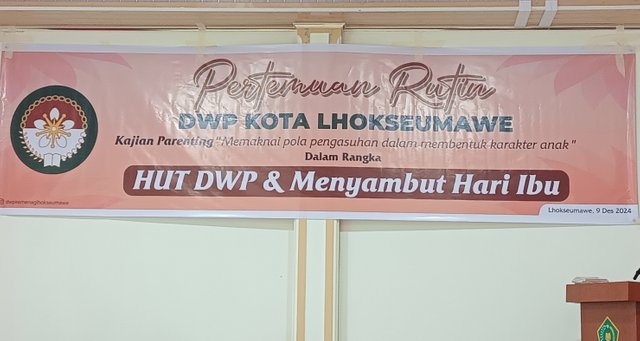 Pertemuan Rutin
DWP KOTA LHOKSEUMAWE
Kajian Parenting "Memaknai pola pengasuhan dalam membentuk karakter anak"
Dalam Rangka
HUT DWP & Menyambut Hari Ibu
dwpkemenaglhokseumawe
Lhokseumawe, 9 Des 2024